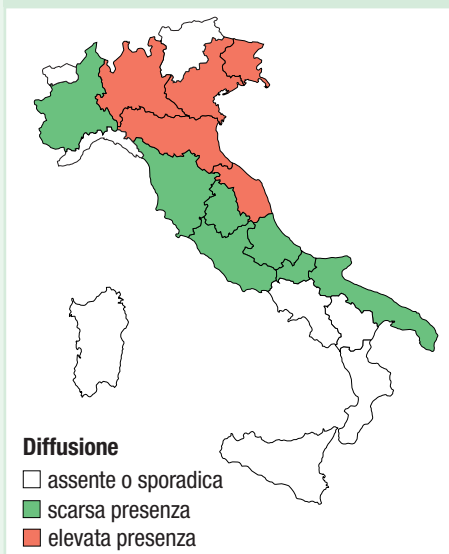 Diffusione
assente o sporadica
scarsa presenza
elevata presenza